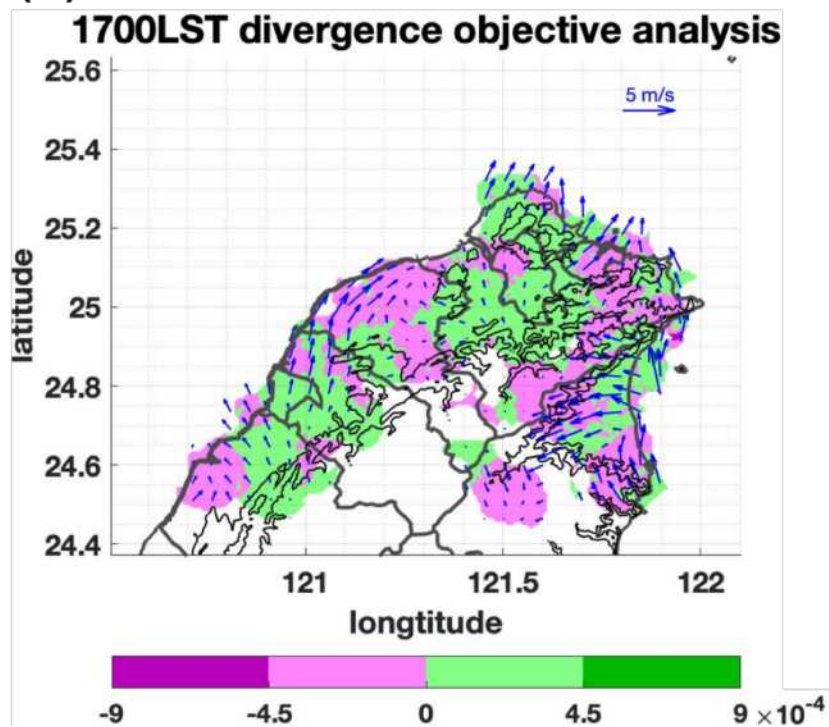 1700LST divergence objective analysis
5 m/s
25.6
25.4
25.2
25
24.8
24.6
24.4
latitude
121 121.5 122
longtitude
-9 -4.5 0 4.5 9 ×10⁻⁴